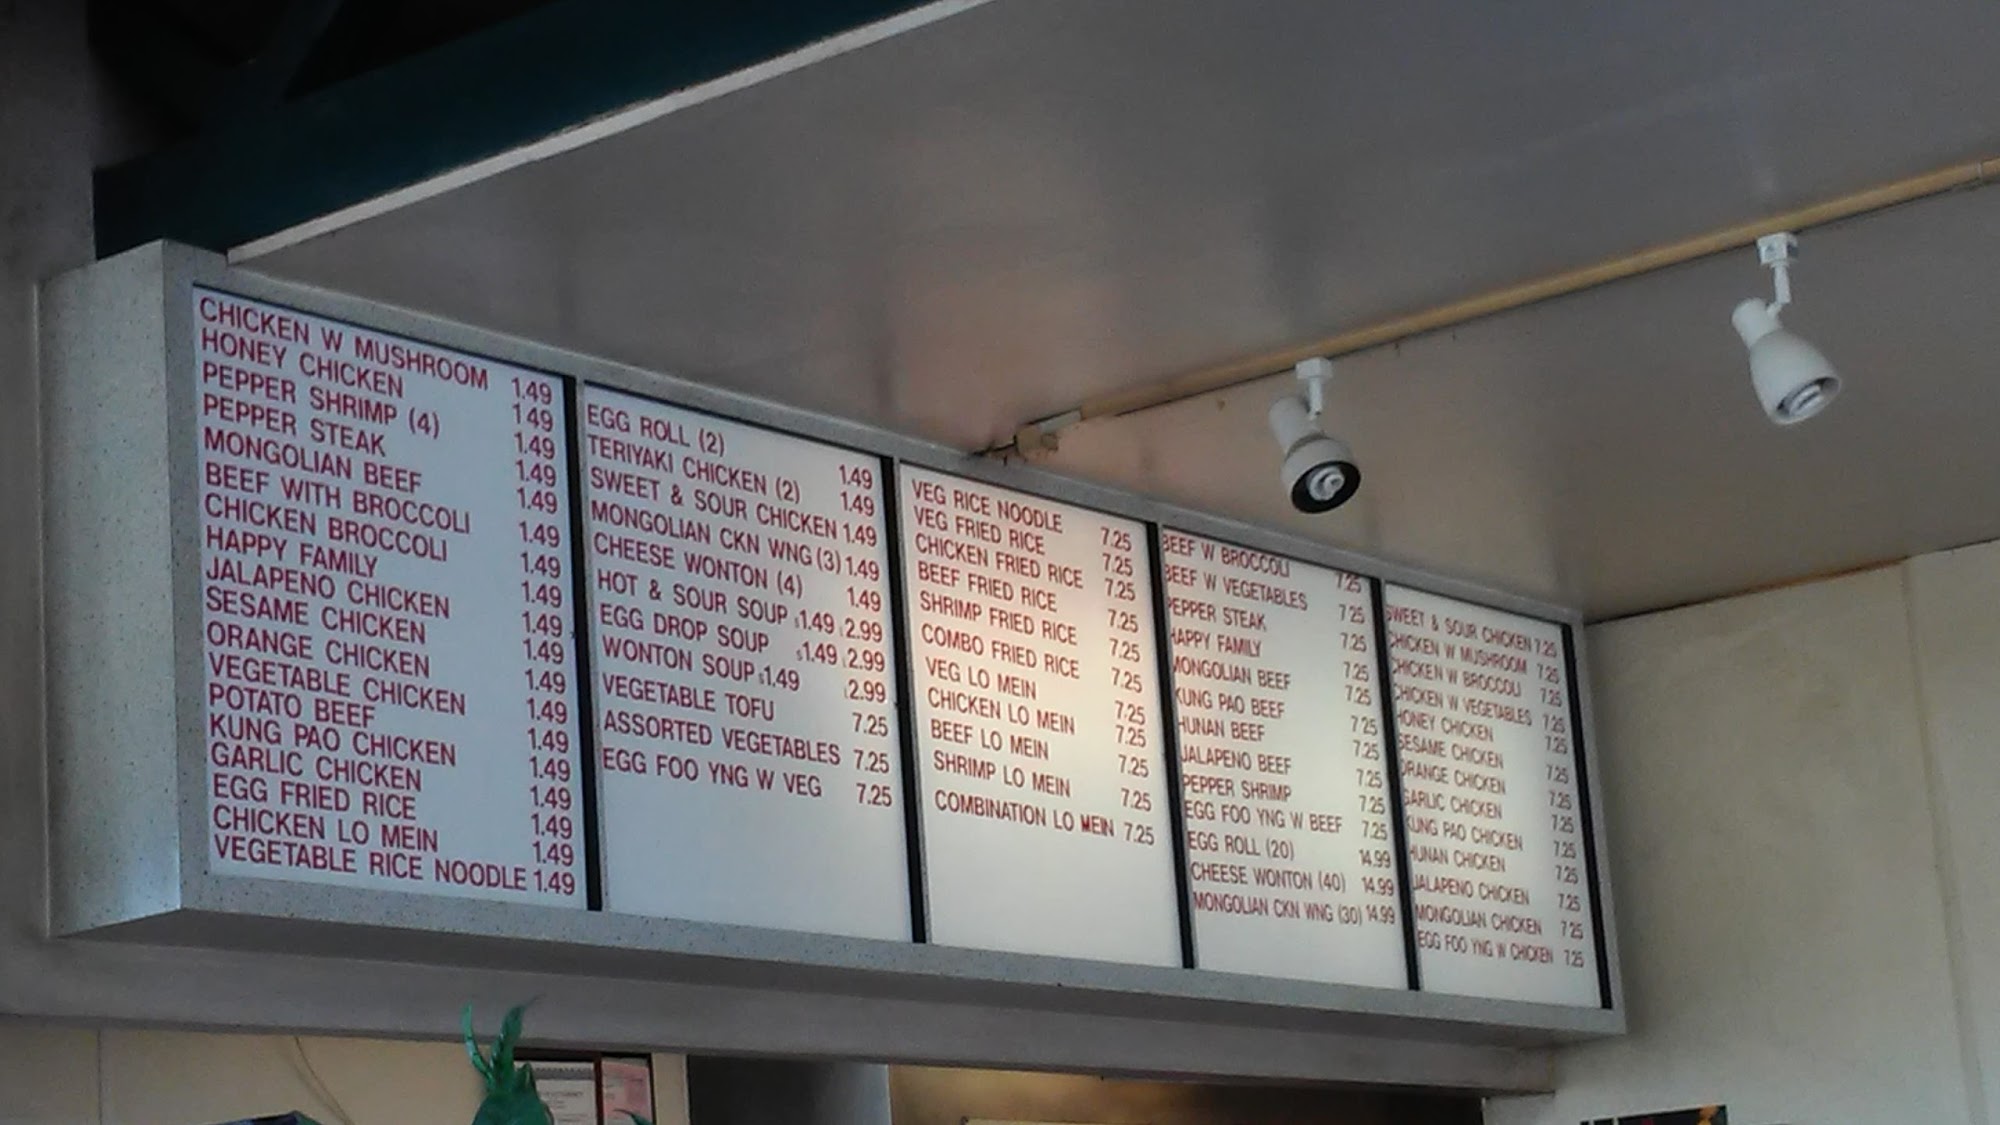 CHICKEN W MUSHROOM 1.49
HONEY CHICKEN 1.49
PEPPER SHRIMP (4) 1.49
PEPPER STEAK 1.49
MONGOLIAN BEEF 1.49
BEEF WITH BROCCOLI 1.49
CHICKEN BROCCOLI 1.49
HAPPY FAMILY 1.49
JALAPENO CHICKEN 1.49
SESAME CHICKEN 1.49
ORANGE CHICKEN 1.49
VEGETABLE CHICKEN 1.49
POTATO BEEF 1.49
KUNG PAO CHICKEN 1.49
GARLIC CHICKEN 1.49
EGG FRIED RICE 1.49
CHICKEN LO MEIN 1.49
VEGETABLE RICE NOODLE 1.49
EGG ROLL (2) 1.49
TERIYAKI CHICKEN (2) 1.49
SWEET & SOUR CHICKEN 1.49
MONGOLIAN CKN WNG (3) 1.49
CHEESE WONTON (4) 1.49
HOT & SOUR SOUP S1.49 L2.99
EGG DROP SOUP S1.49 L2.99
WONTON SOUP S1.49 L2.99
VEGETABLE TOFU 7.25
ASSORTED VEGETABLES 7.25
EGG FOO YNG W VEG 7.25
VEG RICE NOODLE 7.25
VEG FRIED RICE 7.25
CHICKEN FRIED RICE 7.25
BEEF FRIED RICE 7.25
SHRIMP FRIED RICE 7.25
COMBO FRIED RICE 7.25
VEG LO MEIN 7.25
CHICKEN LO MEIN 7.25
BEEF LO MEIN 7.25
SHRIMP LO MEIN 7.25
COMBINATION LO MEIN 7.25
BEEF W BROCCOLI 7.25
BEEF W VEGETABLES 7.25
PEPPER STEAK 7.25
HAPPY FAMILY 7.25
MONGOLIAN BEEF 7.25
KUNG PAO BEEF 7.25
HUNAN BEEF 7.25
JALAPENO BEEF 7.25
PEPPER SHRIMP 7.25
EGG FOO YNG W BEEF 7.25
EGG ROLL (20) 14.99
CHEESE WONTON (40) 14.99
MONGOLIAN CKN WNG (30) 14.99
SWEET & SOUR CHICKEN 7.25
CHICKEN W MUSHROOM 7.25
CHICKEN W BROCCOLI 7.25
CHICKEN W VEGETABLES 7.25
HONEY CHICKEN 7.25
SESAME CHICKEN 7.25
ORANGE CHICKEN 7.25
GARLIC CHICKEN 7.25
KUNG PAO CHICKEN 7.25
HUNAN CHICKEN 7.25
JALAPENO CHICKEN 7.25
MONGOLIAN CHICKEN 7.25
EGG FOO YNG W CHICKEN 7.25